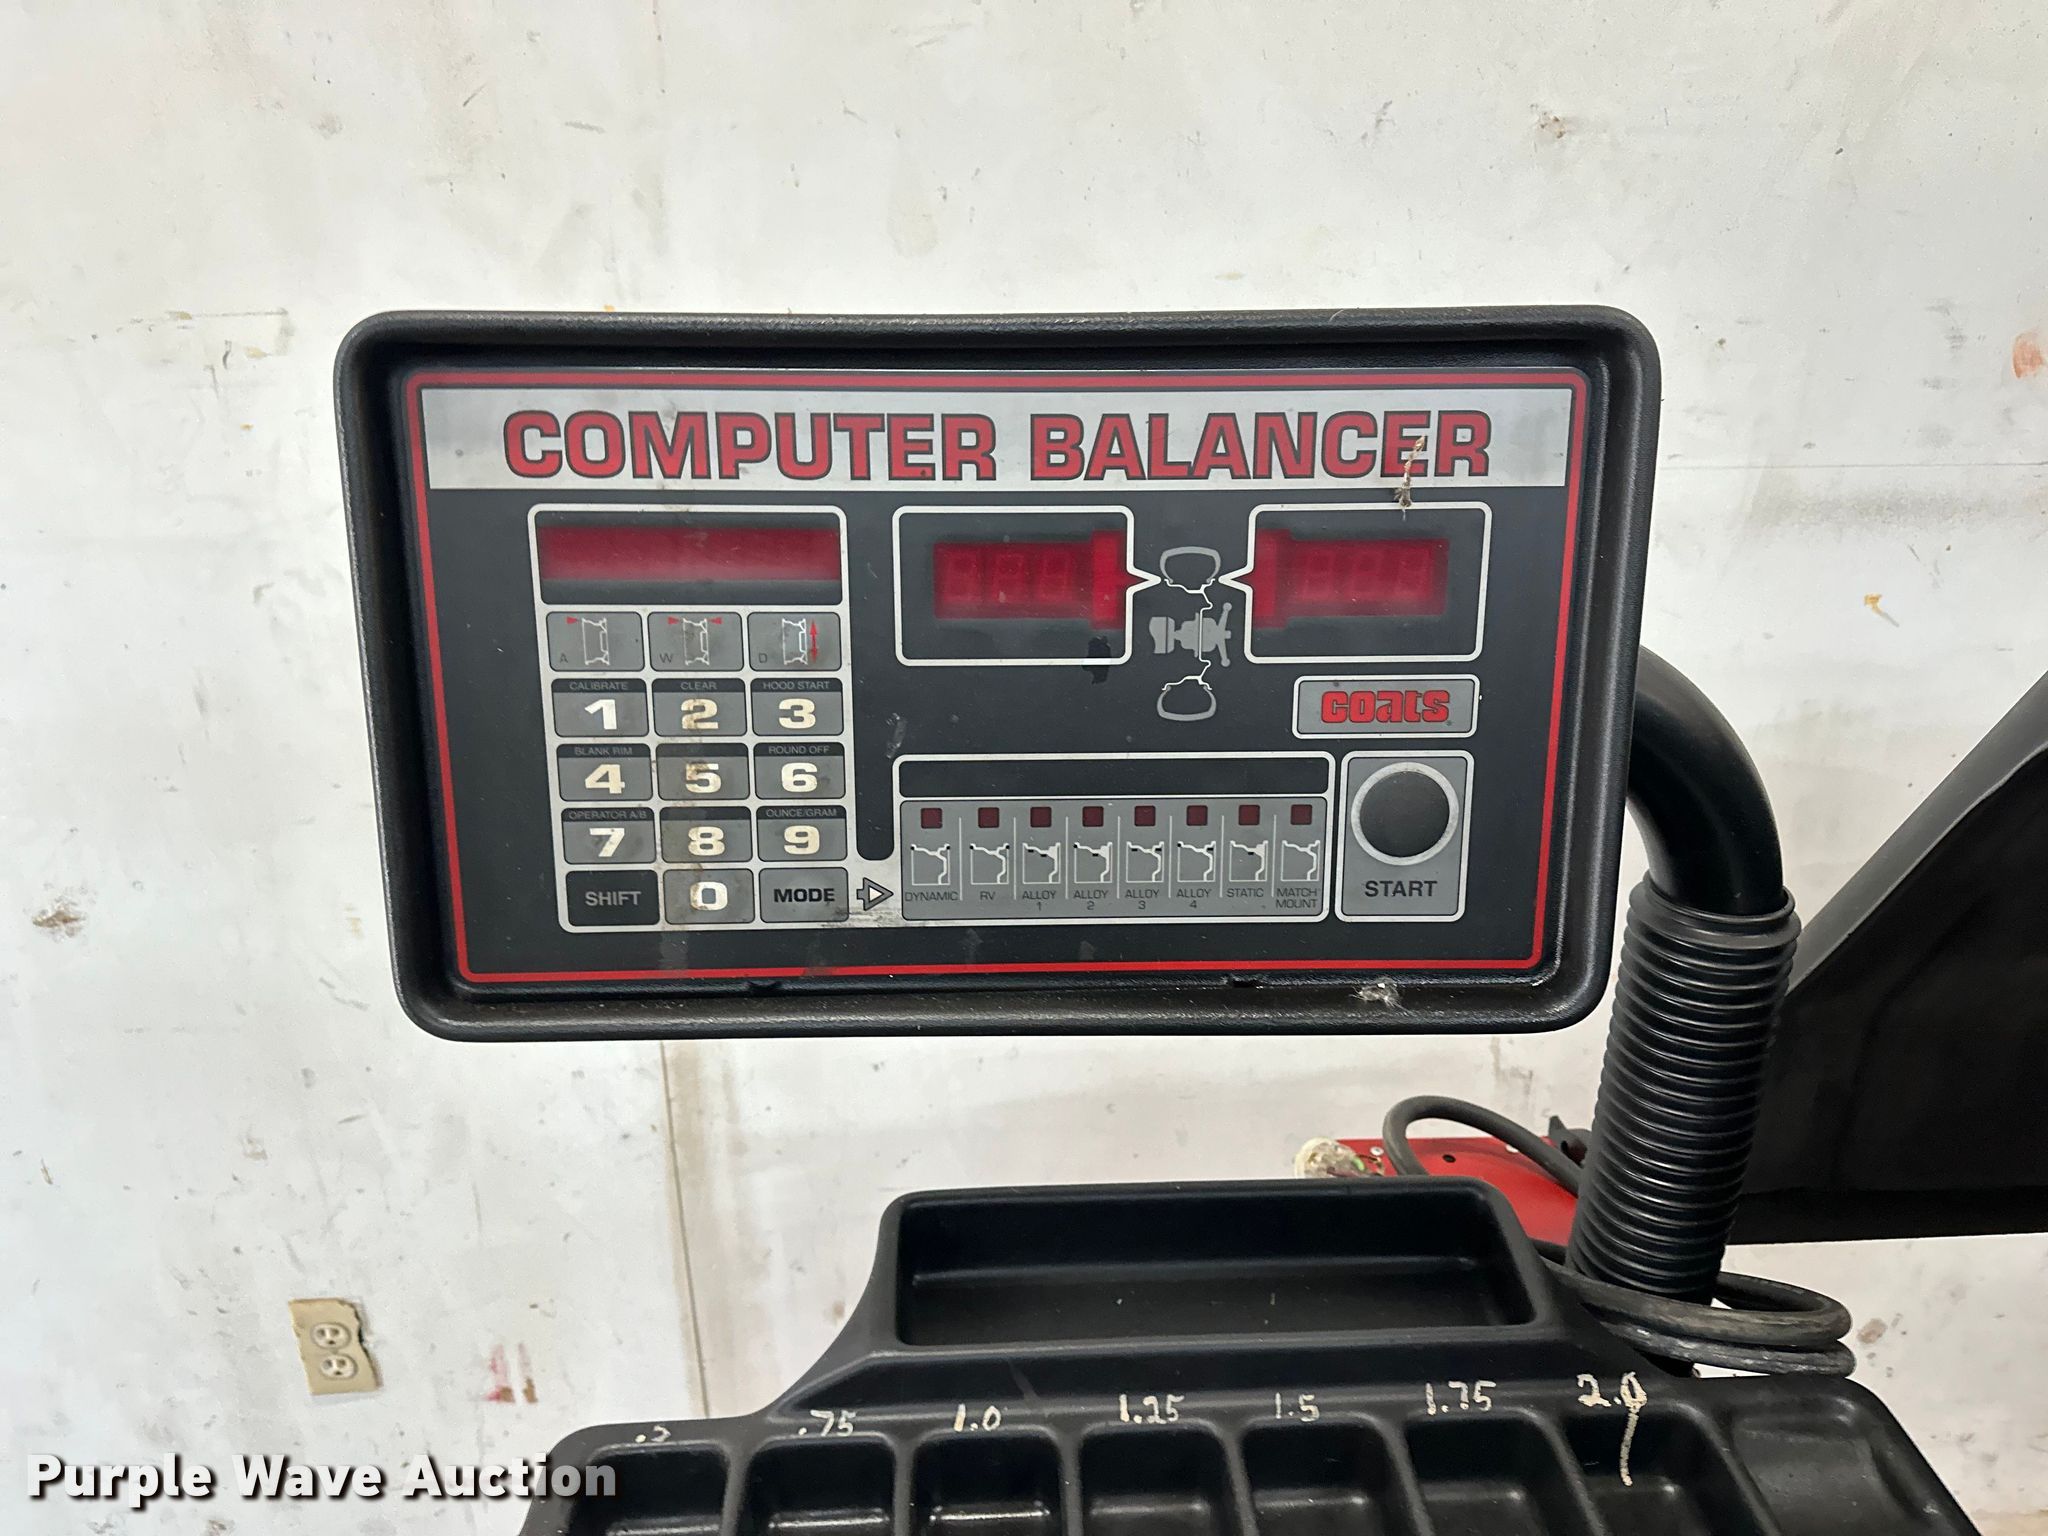 COMPUTER BALANCER
A W D
CALIBRATE CLEAR HOOD START
1 2 3
coats
BLANK RIM ROUND OFF
4 5 6
OPERATOR A/B OUNCE/GRAM
7 8 9
SHIFT 0 MODE
DYNAMIC RV ALLOY 1 ALLOY 2 ALLOY 3 ALLOY 4 STATIC MATCH MOUNT
START
.75 1.0 1.25 1.5 1.75 2.0
Purple Wave Auction